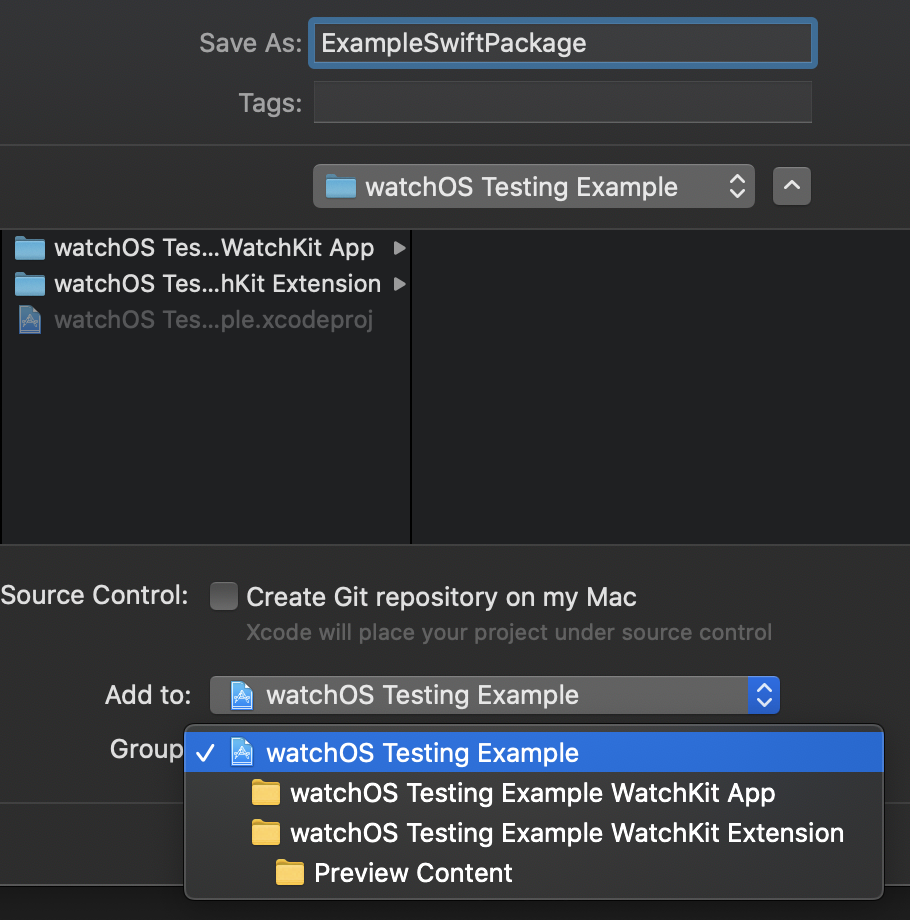 Save As: ExampleSwiftPackage
Tags:
watchOS Testing Example
watchOS Tes...WatchKit App
watchOS Tes...hKit Extension
watchOS Tes...ple.xcodeproj
Source Control: Create Git repository on my Mac
Xcode will place your project under source control
Add to: watchOS Testing Example
Group watchOS Testing Example
watchOS Testing Example WatchKit App
watchOS Testing Example WatchKit Extension
Preview Content